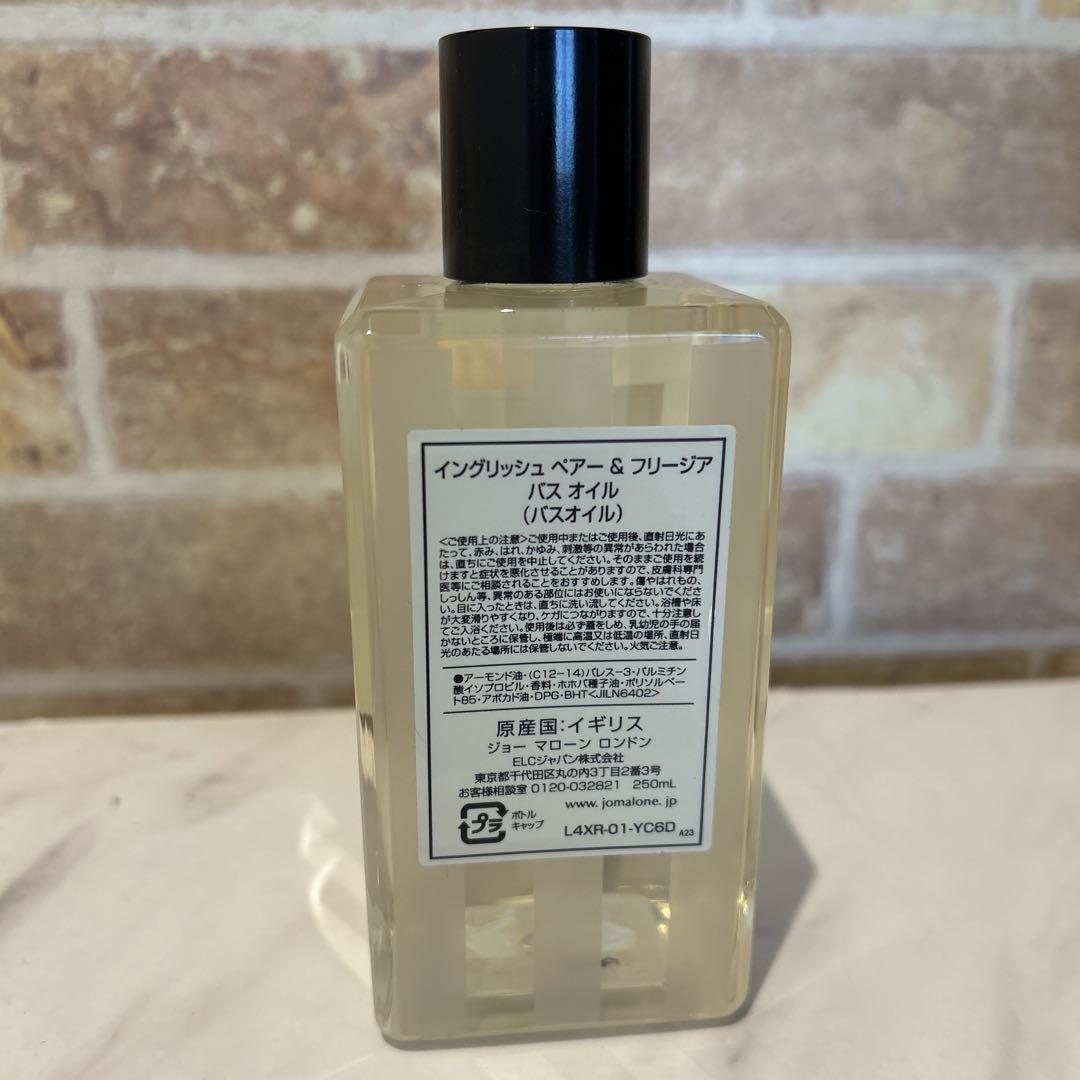 イングリッシュ ペアー & フリージア
バス オイル
(バスオイル)
<ご使用上の注意>ご使用中またはご使用後、直射日光にあ
たって、赤み、はれ、かゆみ、刺激等の異常があらわれた場合
は、直ちにご使用を中止してください。そのままご使用を続
けますと症状を悪化させることがありますので、皮膚科専門
医等にご相談されることをおすすめします。傷やはれもの、
しっしん等、異常のある部位にはお使いにならないでくださ
い。目に入ったときは、直ちに洗い流してください。浴槽や床
が大変滑りやすくなり、ケガにつながりますので、十分注意し
てご入浴ください。使用後は必ず蓋をしめ、乳幼児の手の届
かないところに保管し、極端に高温又は低温の場所、直射日
光のあたる場所には保管しないでください。火気ご注意。
●アーモンド油・(C12-14)パレス-3・パルミチン
酸イソプロピル・香料・ホホバ種子油・ポリソルベー
ト85・アボカド油・DPG・BHT<JILN6402>
原産国:イギリス
ジョー マローン ロンドン
ELCジャパン株式会社
東京都千代田区丸の内3丁目2番3号
お客様相談室 0120-032821 250mL
www. jomalone. jp
プラ ボトル
キャップ
L4XR-01-YC6D A23